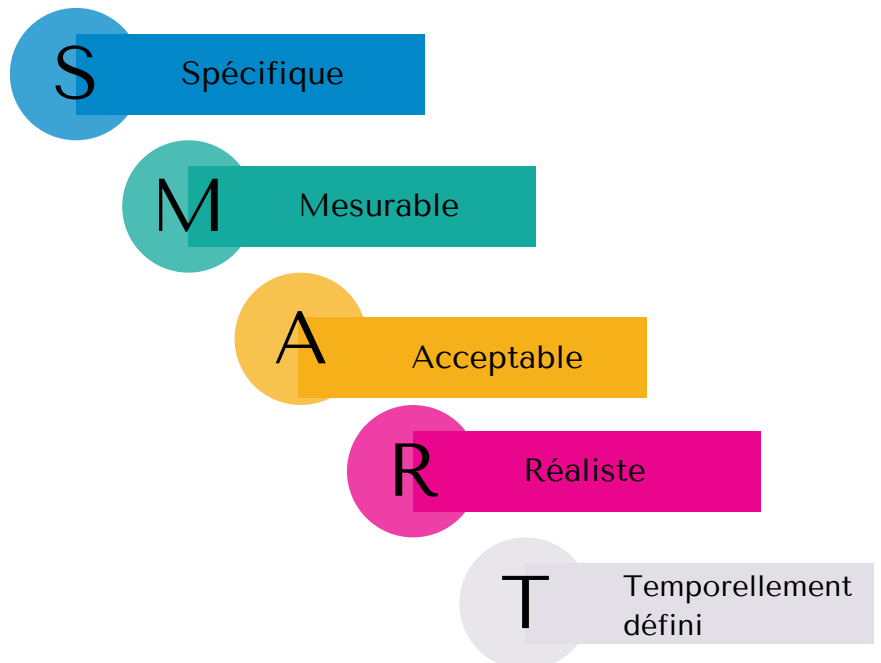 S Spécifique
M Mesurable
A Acceptable
R Réaliste
T Temporellement
défini